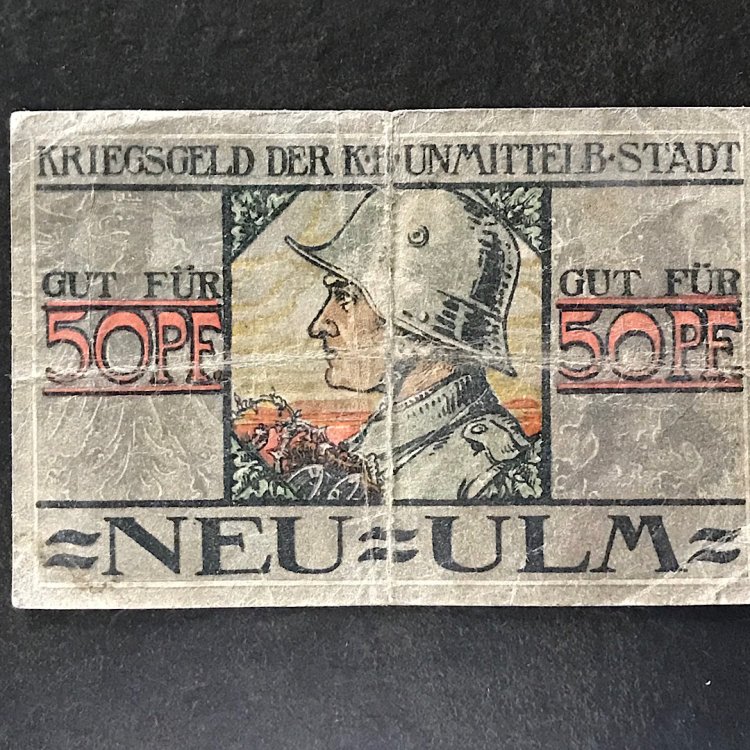 KRIEGSGELD DER K·B·UNMITTELB·STADT
GUT FÜR
50PF.
GUT FÜR
50PF.
NEU=ULM